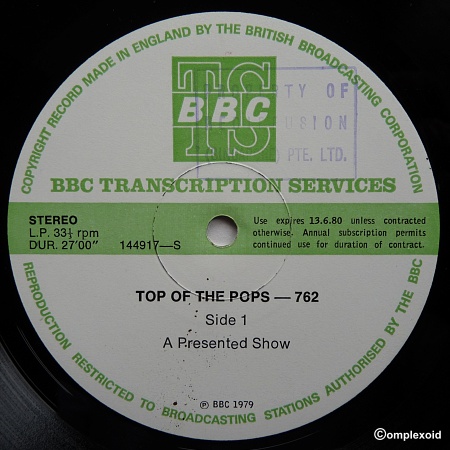 COPYRIGHT RECORD MADE IN ENGLAND BY THE BRITISH BROADCASTING CORPORATION
TS
BBC
OF
PTE. LTD.
BBC TRANSCRIPTION SERVICES
STEREO
L.P. 33⅓ rpm
DUR. 27'00"
144917—S
Use expires 13.6.80 unless contracted
otherwise. Annual subscription permits
continued use for duration of contract.
TOP OF THE POPS — 762
Side 1
A Presented Show
℗ BBC 1979
REPRODUCTION RESTRICTED TO BROADCASTING STATIONS AUTHORISED BY THE BBC
©omplexoid